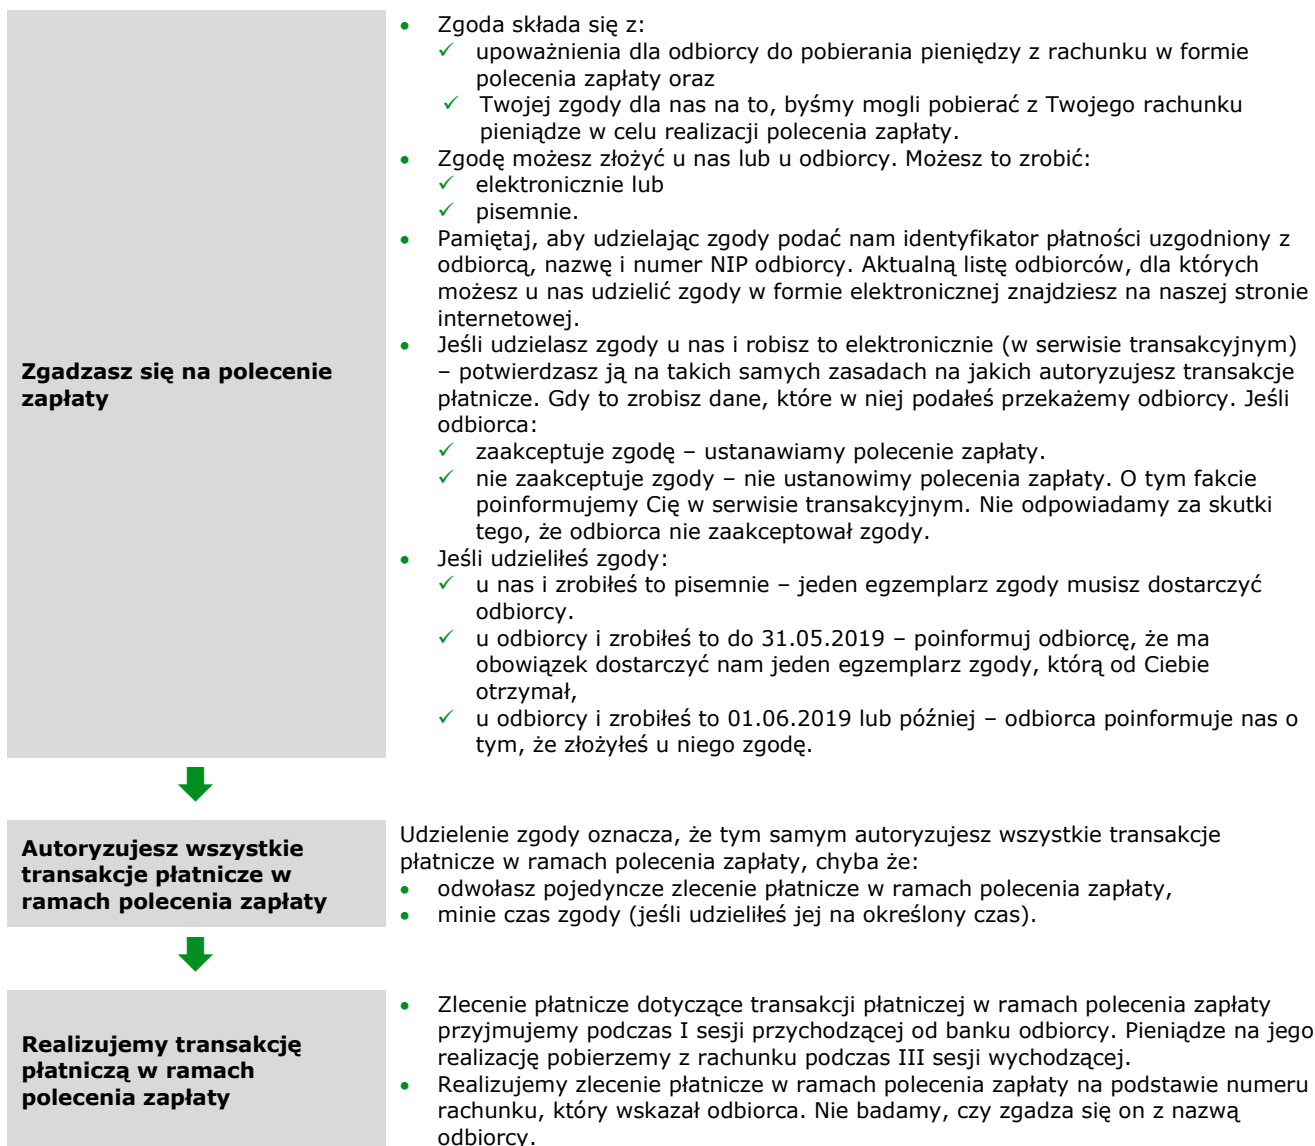 Zgadzasz się na polecenie
zapłaty
• Zgoda składa się z:
✓ upoważnienia dla odbiorcy do pobierania pieniędzy z rachunku w formie
polecenia zapłaty oraz
✓ Twojej zgody dla nas na to, byśmy mogli pobierać z Twojego rachunku
pieniądze w celu realizacji polecenia zapłaty.
• Zgodę możesz złożyć u nas lub u odbiorcy. Możesz to zrobić:
✓ elektronicznie lub
✓ pisemnie.
• Pamiętaj, aby udzielając zgody podać nam identyfikator płatności uzgodniony z
odbiorcą, nazwę i numer NIP odbiorcy. Aktualną listę odbiorców, dla których
możesz u nas udzielić zgody w formie elektronicznej znajdziesz na naszej stronie
internetowej.
• Jeśli udzielasz zgody u nas i robisz to elektronicznie (w serwisie transakcyjnym)
– potwierdzasz ją na takich samych zasadach na jakich autoryzujesz transakcje
płatnicze. Gdy to zrobisz dane, które w niej podałeś przekażemy odbiorcy. Jeśli
odbiorca:
✓ zaakceptuje zgodę – ustanawiamy polecenie zapłaty.
✓ nie zaakceptuje zgody – nie ustanowimy polecenia zapłaty. O tym fakcie
poinformujemy Cię w serwisie transakcyjnym. Nie odpowiadamy za skutki
tego, że odbiorca nie zaakceptował zgody.
• Jeśli udzieliłeś zgody:
✓ u nas i zrobiłeś to pisemnie – jeden egzemplarz zgody musisz dostarczyć
odbiorcy.
✓ u odbiorcy i zrobiłeś to do 31.05.2019 – poinformuj odbiorcę, że ma
obowiązek dostarczyć nam jeden egzemplarz zgody, którą od Ciebie
otrzymał,
✓ u odbiorcy i zrobiłeś to 01.06.2019 lub później – odbiorca poinformuje nas o
tym, że złożyłeś u niego zgodę.
Autoryzujesz wszystkie
transakcje płatnicze w
ramach polecenia zapłaty
Udzielenie zgody oznacza, że tym samym autoryzujesz wszystkie transakcje
płatnicze w ramach polecenia zapłaty, chyba że:
• odwołasz pojedyncze zlecenie płatnicze w ramach polecenia zapłaty,
• minie czas zgody (jeśli udzieliłeś jej na określony czas).
Realizujemy transakcję
płatniczą w ramach
polecenia zapłaty
• Zlecenie płatnicze dotyczące transakcji płatniczej w ramach polecenia zapłaty
przyjmujemy podczas I sesji przychodzącej od banku odbiorcy. Pieniądze na jego
realizację pobierzemy z rachunku podczas III sesji wychodzącej.
• Realizujemy zlecenie płatnicze w ramach polecenia zapłaty na podstawie numeru
rachunku, który wskazał odbiorca. Nie badamy, czy zgadza się on z nazwą
odbiorcy.